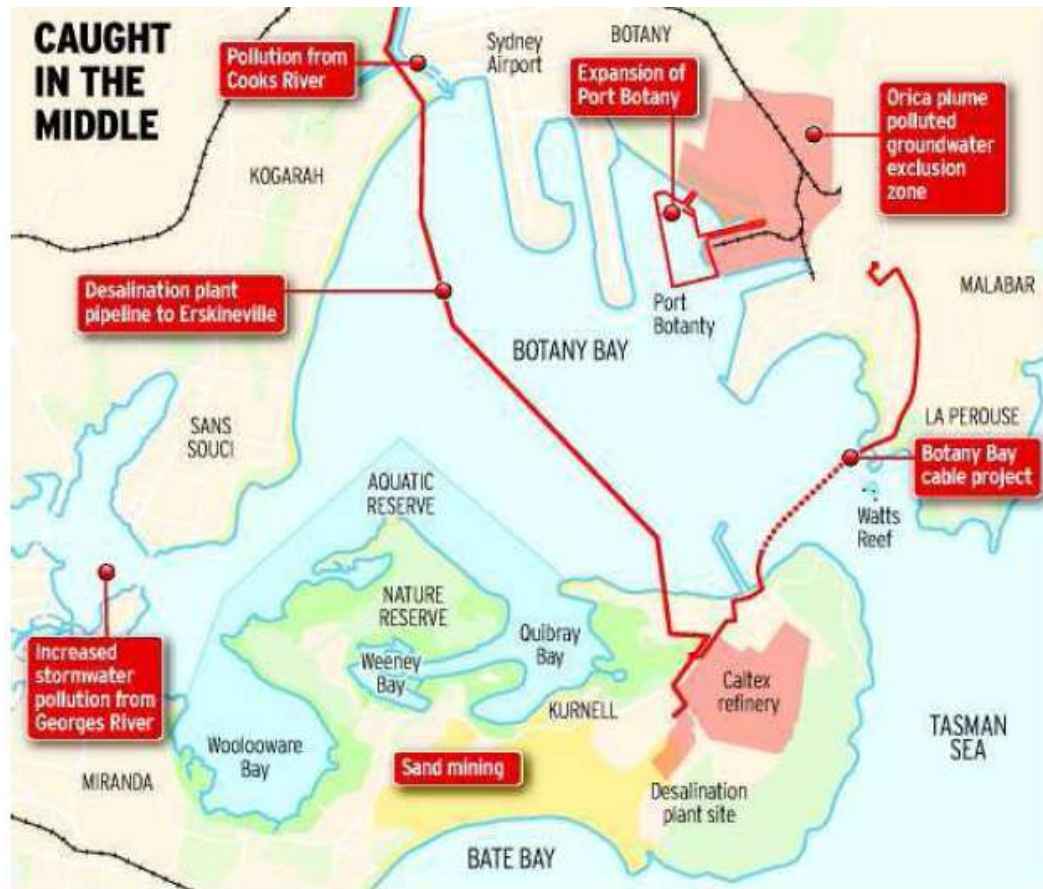 CAUGHT
IN THE
MIDDLE
Pollution from
Cooks River
Sydney
Airport
BOTANY
Expansion of
Port Botany
Orica plume
polluted
groundwater
exclusion
zone
KOGARAH
Desalination plant
pipeline to Erskineville
Port
Botanty
MALABAR
BOTANY BAY
SANS
SOUCI
LA PEROUSE
Botany Bay
cable project
AQUATIC
RESERVE
Watts
Reef
NATURE
RESERVE
Quibray
Bay
Weeney
Bay
Increased
stormwater
pollution from
Georges River
Caltex
refinery
KURNELL
Woolooware
Bay
TASMAN
SEA
Sand mining
MIRANDA
Desalination
plant site
BATE BAY